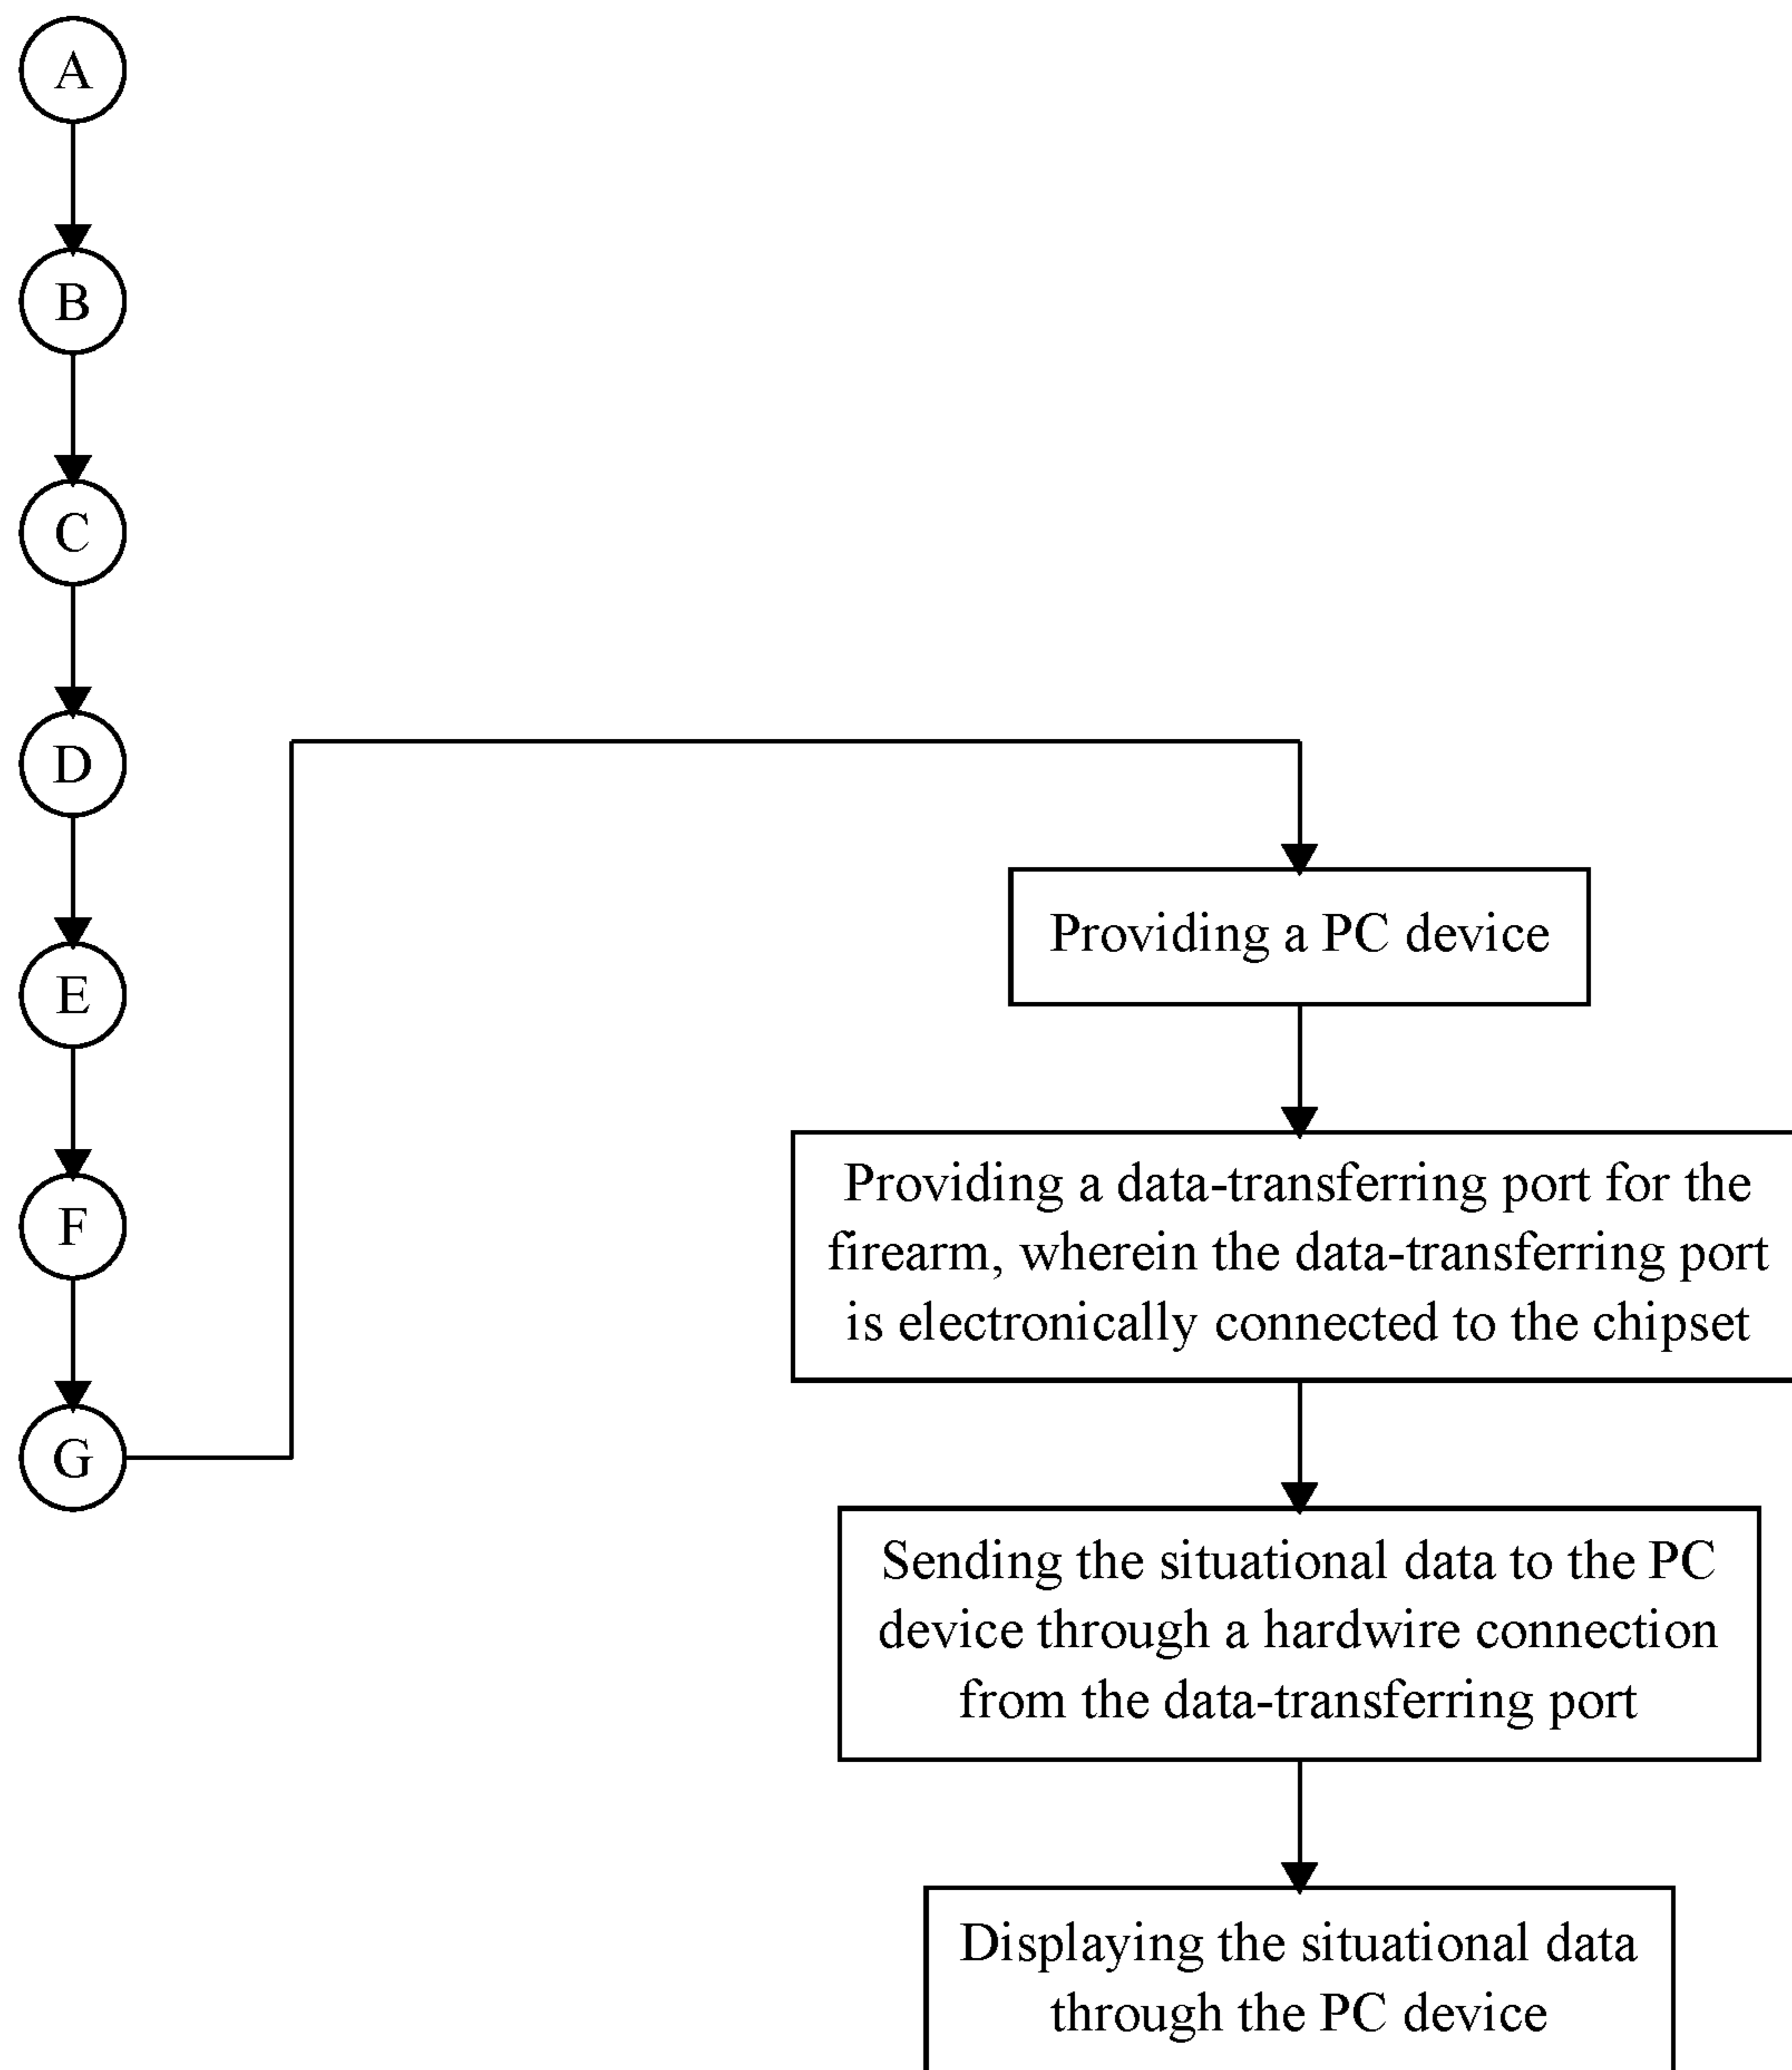 A
B
C
D
E
F
G
Providing a PC device
Providing a data-transferring port for the
firearm, wherein the data-transferring port
is electronically connected to the chipset
Sending the situational data to the PC
device through a hardwire connection
from the data-transferring port
Displaying the situational data
through the PC device